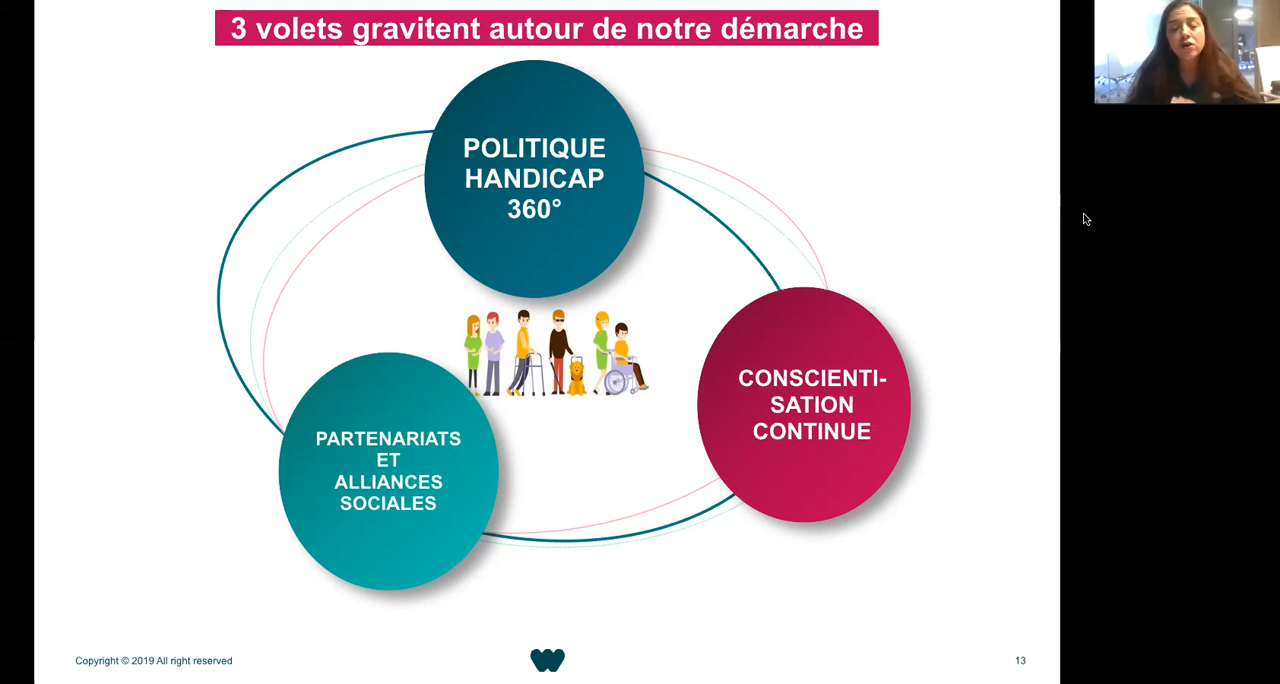 3 volets gravitent autour de notre démarche
POLITIQUE
HANDICAP
360°
CONSCIENTI-
SATION
CONTINUE
PARTENARIATS
ET
ALLIANCES
SOCIALES
Copyright © 2019 All right reserved
13